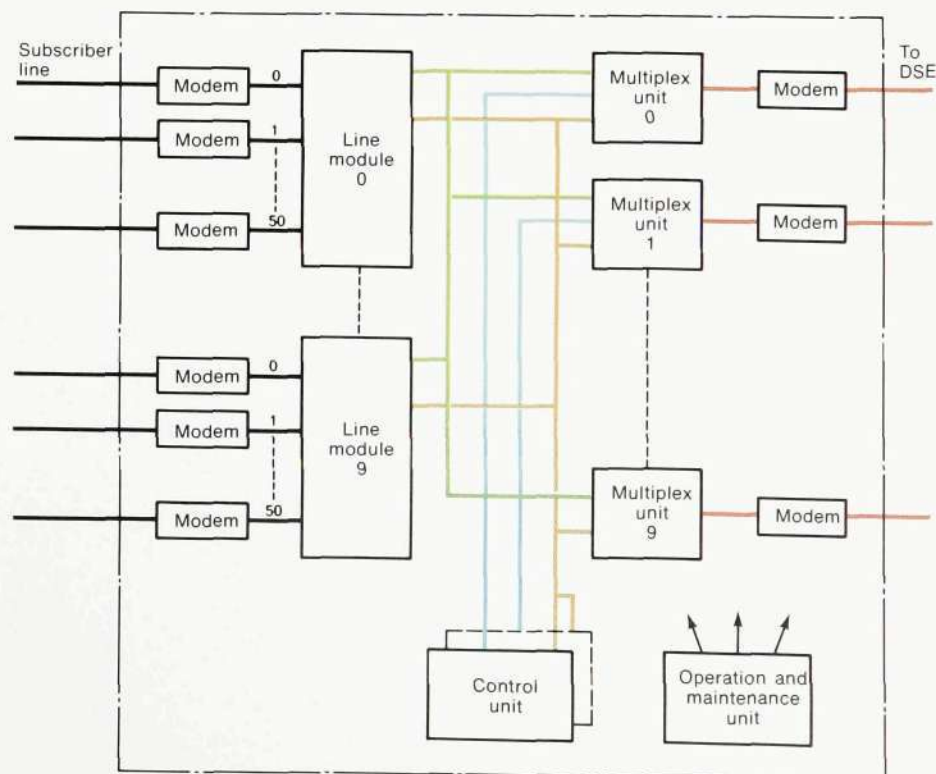 Subscriber
line
To
DSE
Modem
0
Modem
1
Modem
50
Line
module
0
Multiplex
unit
0
Modem
Multiplex
unit
1
Modem
Modem
0
Modem
1
Modem
50
Line
module
9
Multiplex
unit
9
Modem
Control
unit
Operation and
maintenance
unit